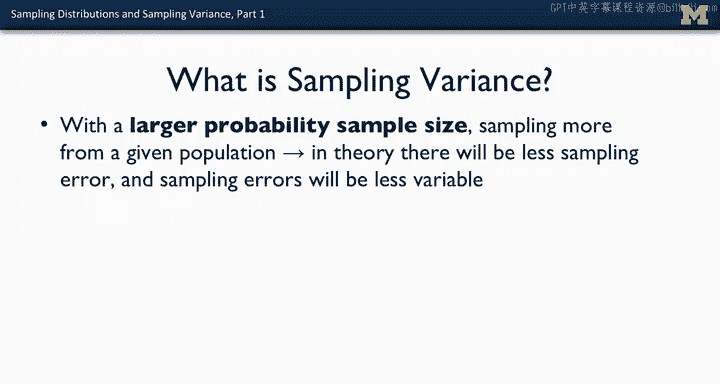 Sampling Distributions and Sampling Variance, Part 1
GPT中英字幕课程资源@bilibili.com
What is Sampling Variance?
• With a larger probability sample size, sampling more
from a given population → in theory there will be less sampling
error, and sampling errors will be less variable